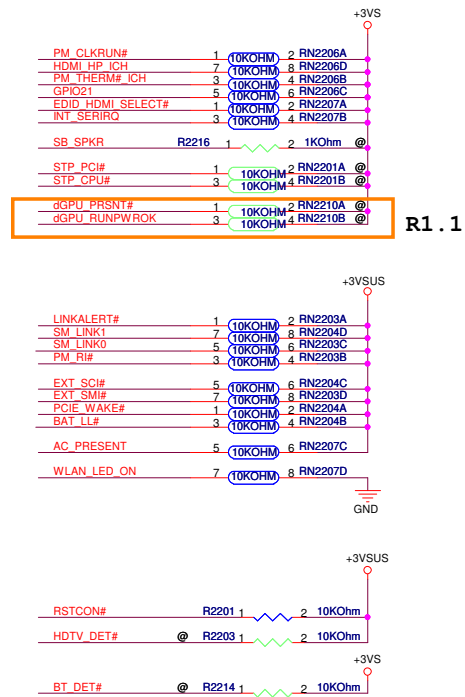 +3VS
PM_CLKRUN# 1 10KOHM 2 RN2206A
HDMI_HP_ICH 7 10KOHM 8 RN2206D
PM_THERM#_ICH 3 10KOHM 4 RN2206B
GPIO21 5 10KOHM 6 RN2206C
EDID_HDMI_SELECT# 1 10KOHM 2 RN2207A
INT_SERIRQ 3 10KOHM 4 RN2207B
SB_SPKR R2216 1 2 1KOhm @
STP_PCI# 1 10KOHM 2 RN2201A @
STP_CPU# 3 10KOHM 4 RN2201B @
dGPU_PRSNT# 1 10KOHM 2 RN2210A @
dGPU_RUNPWROK 3 10KOHM 4 RN2210B @
R1.1
+3VSUS
LINKALERT# 1 10KOHM 2 RN2203A
SM_LINK1 7 10KOHM 8 RN2204D
SM_LINK0 5 10KOHM 6 RN2203C
PM_RI# 3 10KOHM 4 RN2203B
EXT_SCI# 5 10KOHM 6 RN2204C
EXT_SMI# 7 10KOHM 8 RN2203D
PCIE_WAKE# 1 10KOHM 2 RN2204A
BAT_LL# 3 10KOHM 4 RN2204B
AC_PRESENT 5 10KOHM 6 RN2207C
WLAN_LED_ON 7 10KOHM 8 RN2207D
GND
+3VSUS
RSTCON# R2201 1 2 10KOhm
HDTV_DET# @ R2203 1 2 10KOhm
+3VS
BT_DET# @ R2214 1 2 10KOhm